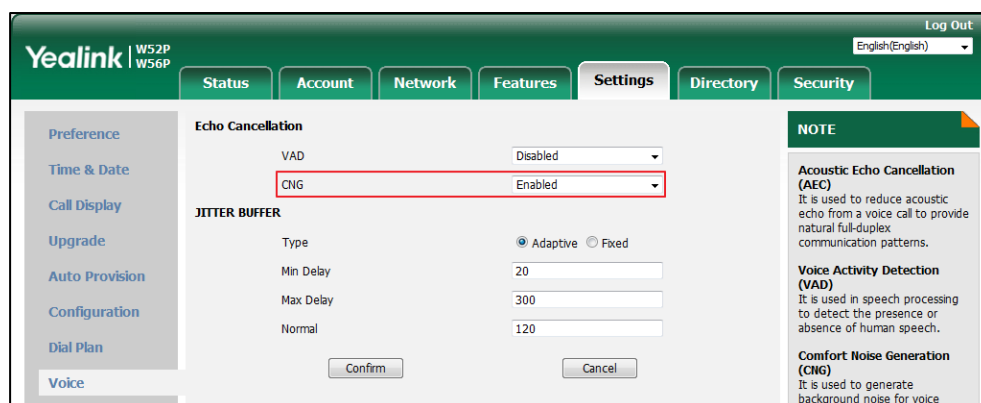 Log Out
Yealink | W52P
W56P
English(English)
Status Account Network Features Settings Directory Security
Preference
Time & Date
Call Display
Upgrade
Auto Provision
Configuration
Dial Plan
Voice
Echo Cancellation
VAD Disabled
CNG Enabled
JITTER BUFFER
Type Adaptive Fixed
Min Delay 20
Max Delay 300
Normal 120
Confirm Cancel
NOTE
Acoustic Echo Cancellation
(AEC)
It is used to reduce acoustic
echo from a voice call to provide
natural full-duplex
communication patterns.
Voice Activity Detection
(VAD)
It is used in speech processing
to detect the presence or
absence of human speech.
Comfort Noise Generation
(CNG)
It is used to generate
background noise for voice